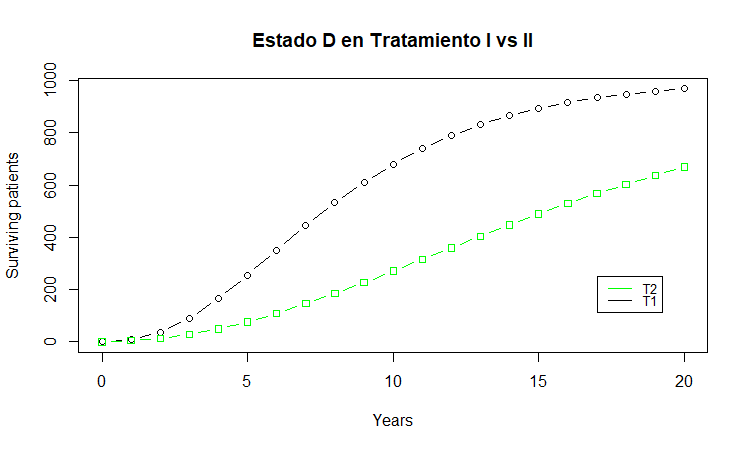 Estado D en Tratamiento I vs II
Surviving patients
1000
800
600
400
200
0
T2
T1
0 5 10 15 20
Years